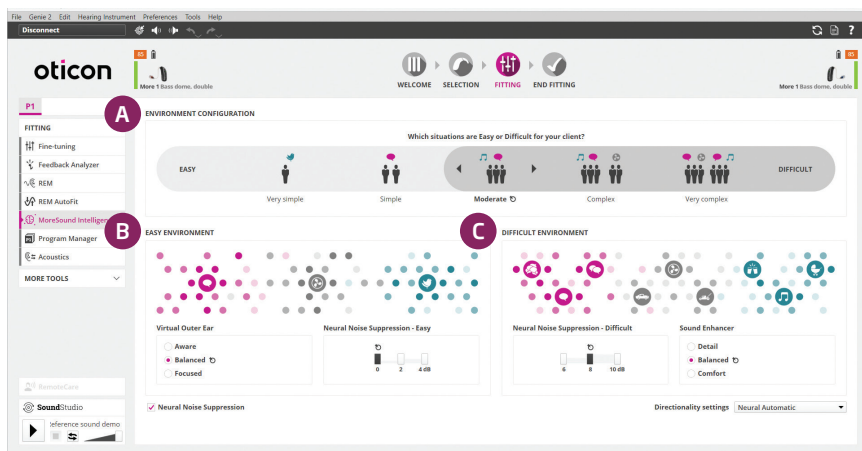 File Genie 2 Edit Hearing Instrument Preferences Tools Help
Disconnect
?
85
85
oticon
More 1 Bass dome, double
WELCOME SELECTION FITTING END FITTING
More 1 Bass dome, double
P1
FITTING
Fine-tuning
Feedback Analyzer
REM
REM AutoFit
MoreSound Intelligen
Program Manager
Acoustics
MORE TOOLS
RemoteCare
SoundStudio
Reference sound demo
A
ENVIRONMENT CONFIGURATION
Which situations are Easy or Difficult for your client?
EASY
DIFFICULT
Very simple Simple Moderate Complex Very complex
B
EASY ENVIRONMENT
Virtual Outer Ear
Aware
Balanced
Focused
Neural Noise Suppression - Easy
0 2 4 dB
C
DIFFICULT ENVIRONMENT
Neural Noise Suppression - Difficult
6 8 10 dB
Sound Enhancer
Detail
Balanced
Comfort
Neural Noise Suppression
Directionality settings Neural Automatic